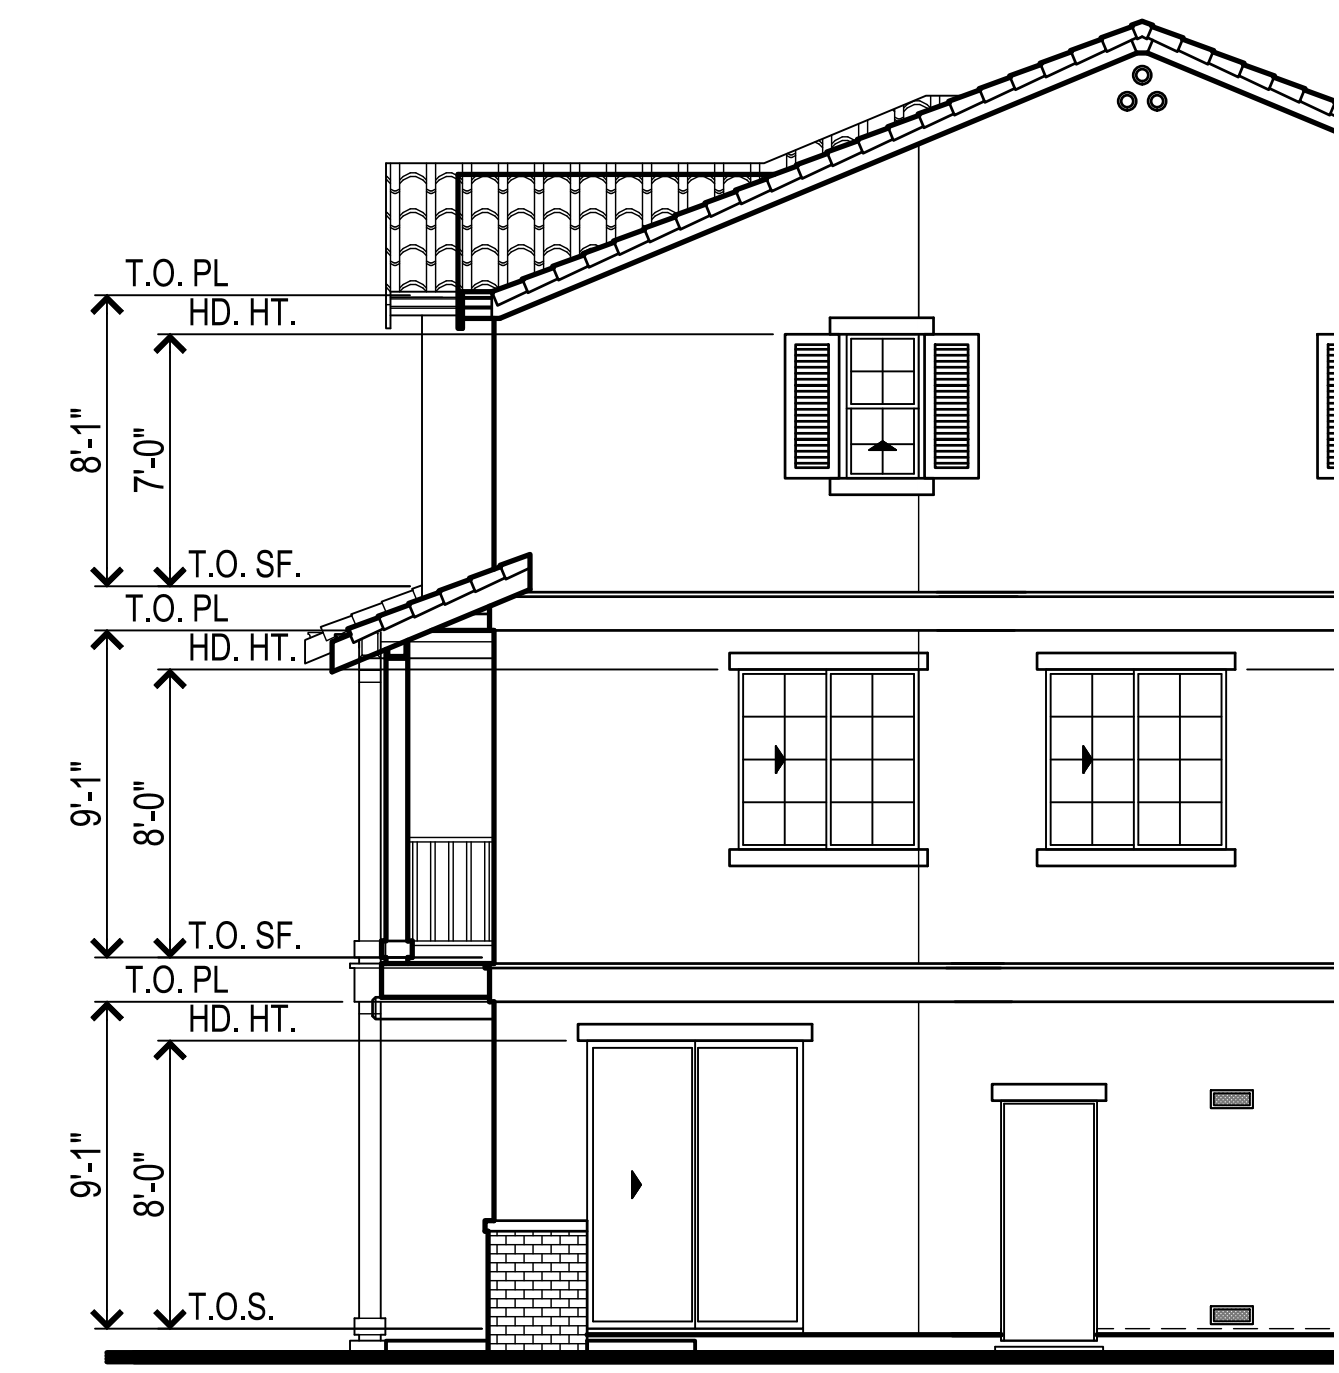 T.O. PL
HD. HT.
8'-1"
7'-0"
T.O. SF.
T.O. PL
HD. HT.
9'-1"
8'-0"
T.O. SF.
T.O. PL
HD. HT.
9'-1"
8'-0"
T.O.S.